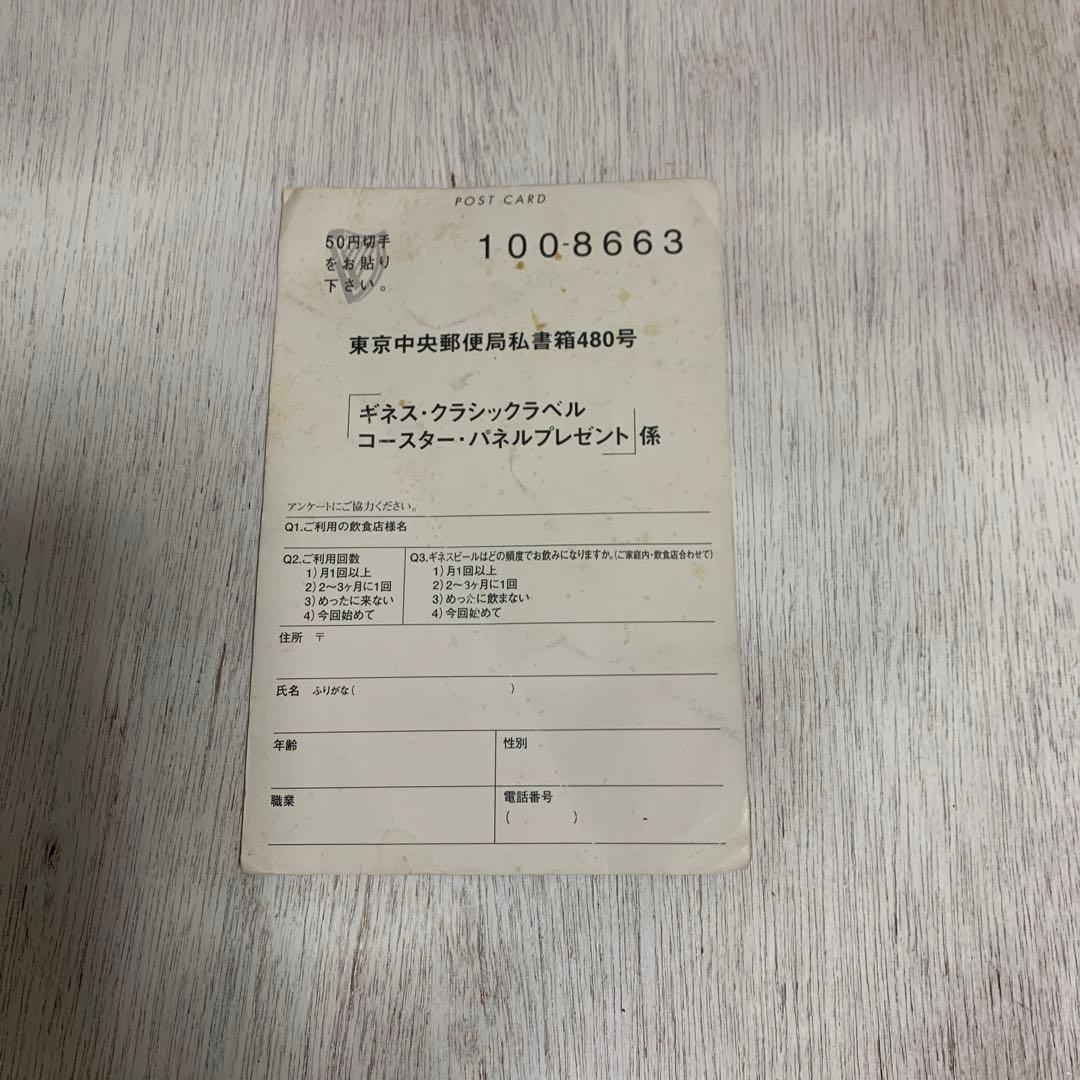 POST CARD
50円切手
をお貼り
下さい。
100-8663
東京中央郵便局私書箱480号
「ギネス・クラシックラベル
コースター・パネルプレゼント」係
アンケートにご協力ください。
Q1.ご利用の飲食店様名
Q2.ご利用回数
1)月1回以上
2)2〜3ヶ月に1回
3)めったに来ない
4)今回始めて
Q3.ギネスビールはどの頻度でお飲みになりますか。(ご家庭内・飲食店合わせて)
1)月1回以上
2)2〜3ヶ月に1回
3)めったに飲まない
4)今回始めて
住所 〒
氏名 ふりがな( )
年齢
性別
職業
電話番号
( ) -